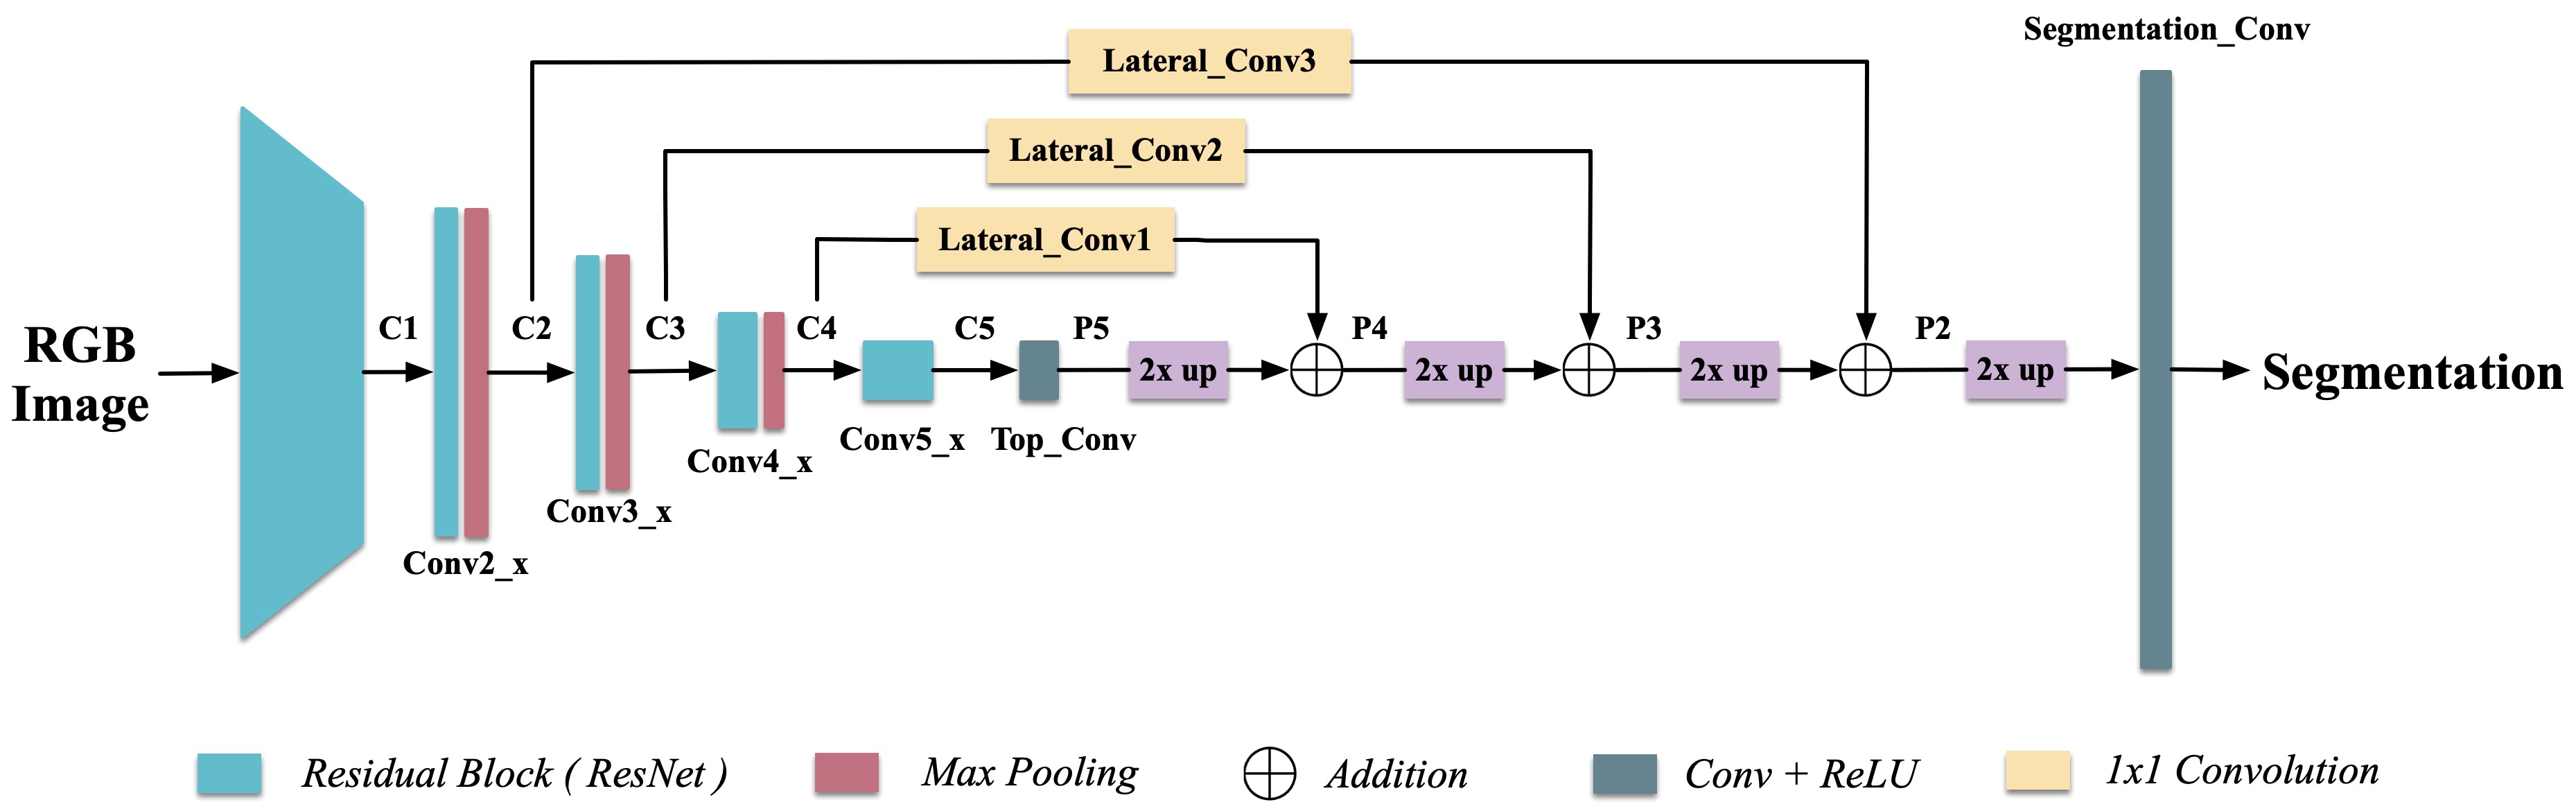 Segmentation_Conv
Lateral_Conv3
Lateral_Conv2
Lateral_Conv1
RGB
Image
C1
C2
C3
C4
C5
P5
P4
P3
P2
2x up
2x up
2x up
2x up
Segmentation
Conv2_x
Conv3_x
Conv4_x
Conv5_x
Top_Conv
Residual Block ( ResNet )
Max Pooling
Addition
Conv + ReLU
1x1 Convolution